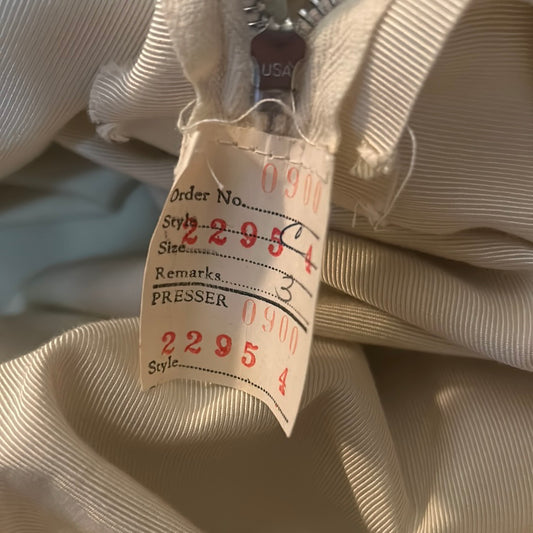 USA
0900
Order No.
Style
2295 4
Size
Remarks 3
PRESSER
0900
2295 4
Style